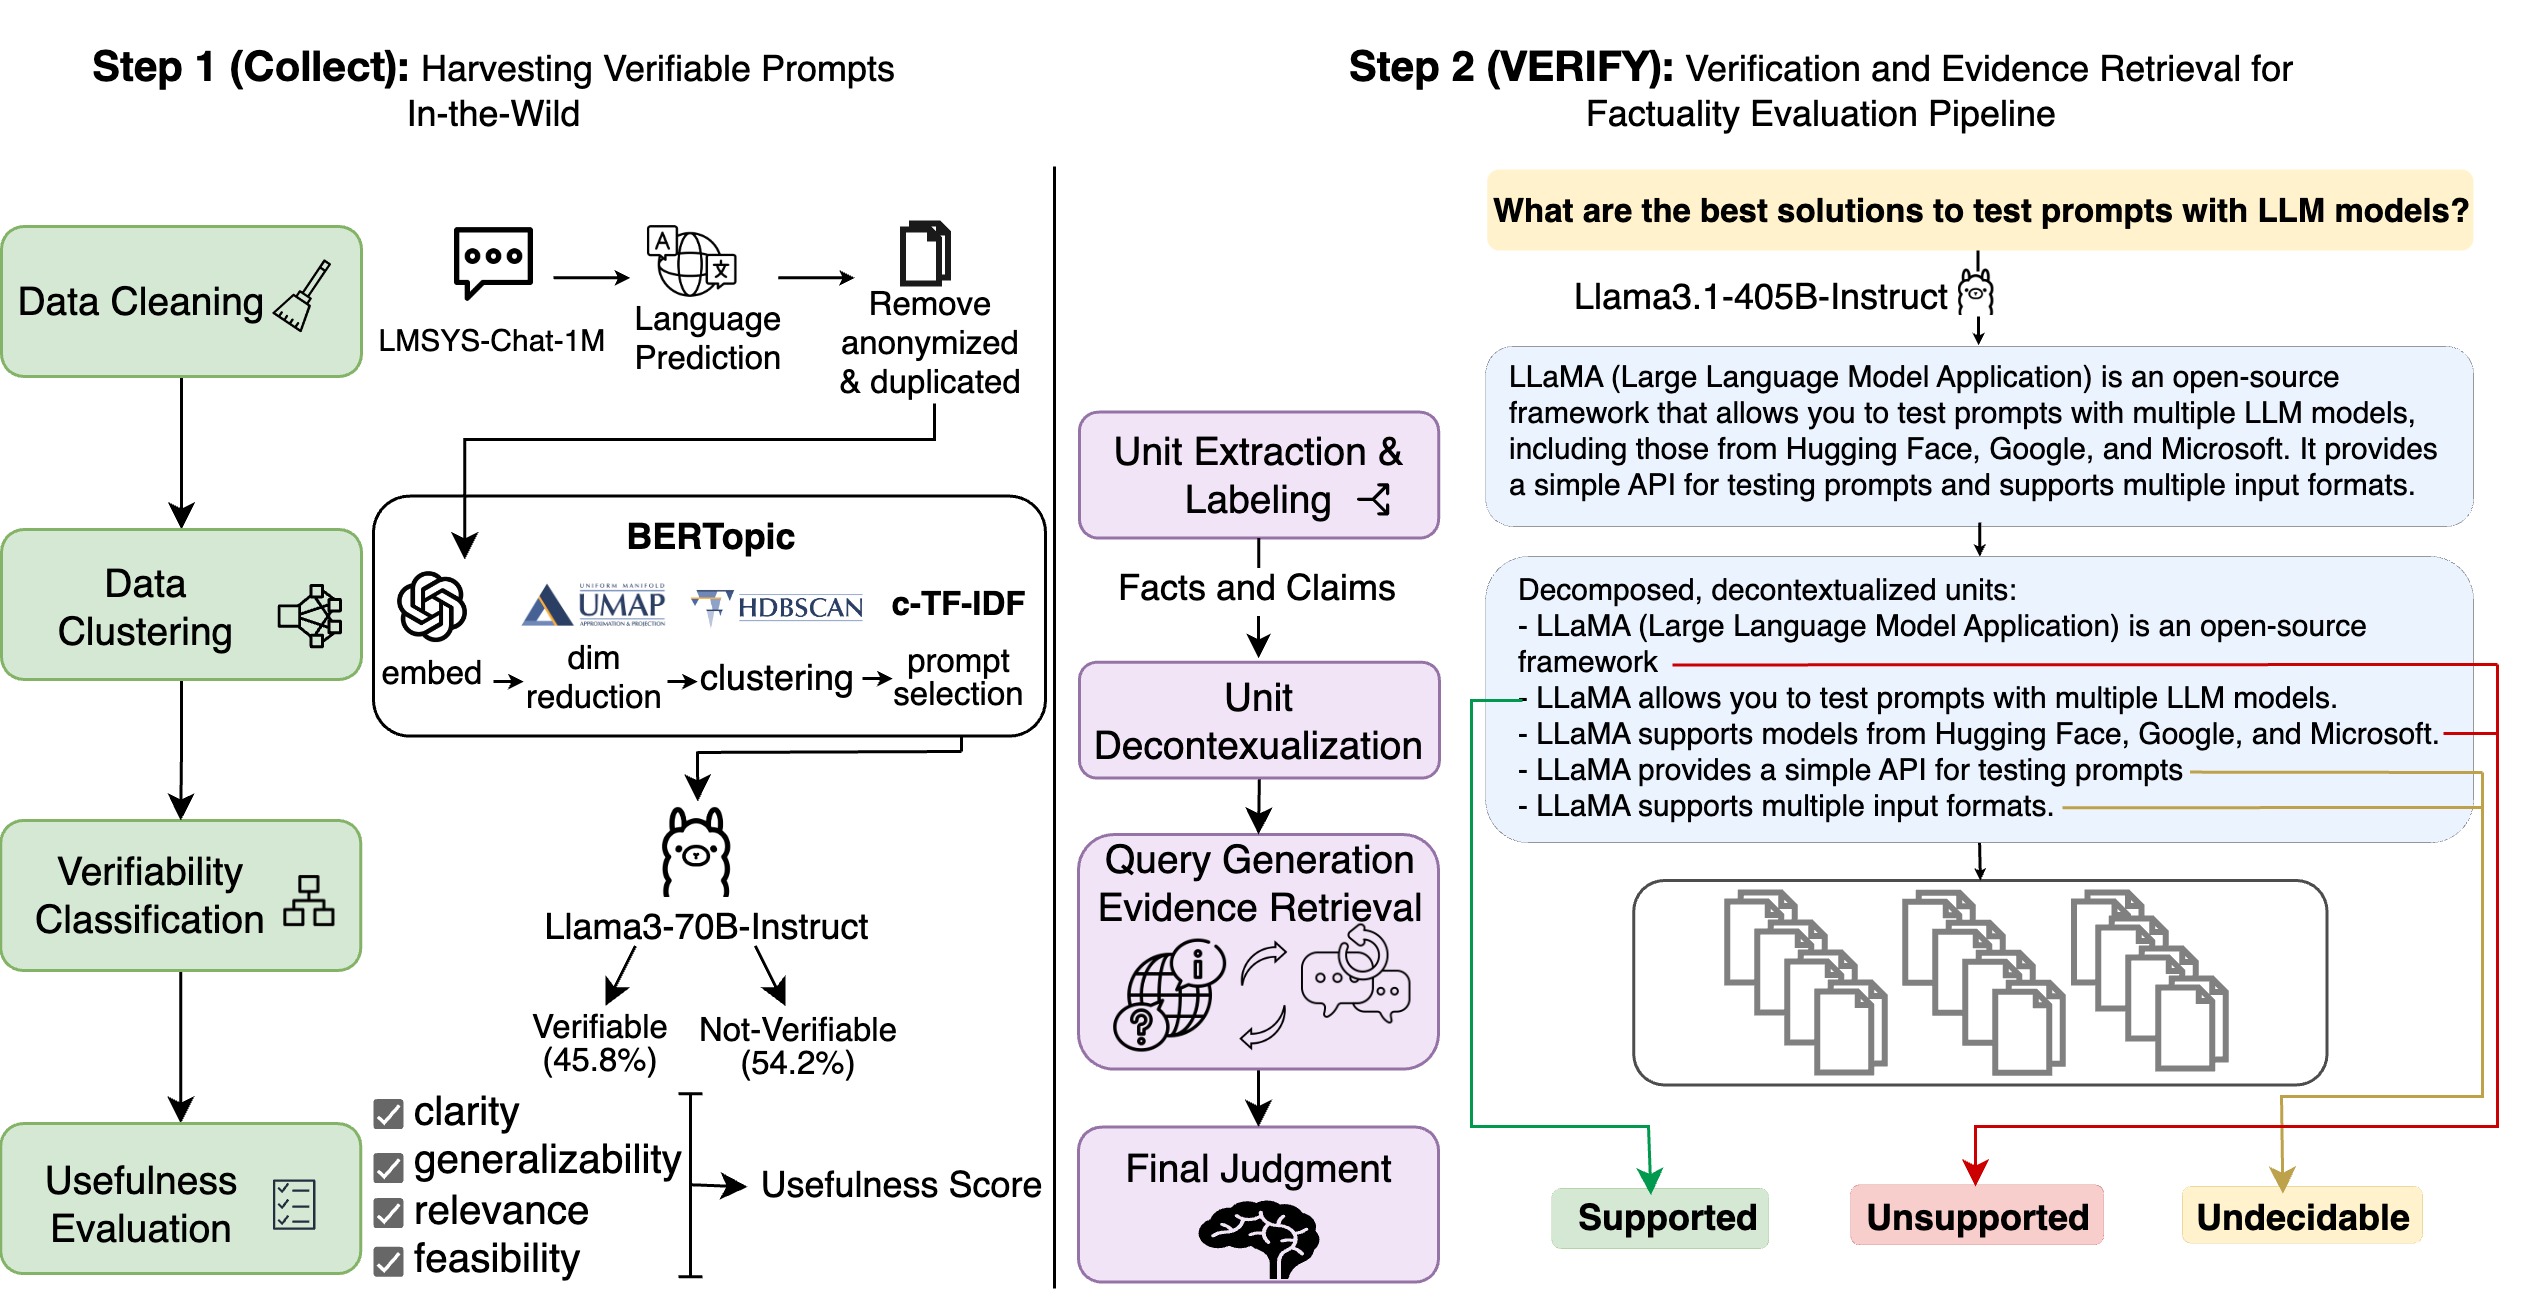 Step 1 (Collect): Harvesting Verifiable Prompts
In-the-Wild
Data Cleaning
LMSYS-Chat-1M
A
文
Language
Prediction
Remove
anonymized
& duplicated
Data
Clustering
BERTopic
UNIFORM MANIFOLD
UMAP
APPROXIMATION & PROJECTION
HDBSCAN
c-TF-IDF
embed
dim
reduction
clustering
prompt
selection
Verifiability
Classification
Llama3-70B-Instruct
Verifiable
(45.8%)
Not-Verifiable
(54.2%)
Usefulness
Evaluation
clarity
generalizability
relevance
feasibility
Usefulness Score
Step 2 (VERIFY): Verification and Evidence Retrieval for
Factuality Evaluation Pipeline
Unit Extraction &
Labeling
Facts and Claims
Unit
Decontexualization
Query Generation
Evidence Retrieval
i
?
Final Judgment
What are the best solutions to test prompts with LLM models?
Llama3.1-405B-Instruct
LLaMA (Large Language Model Application) is an open-source
framework that allows you to test prompts with multiple LLM models,
including those from Hugging Face, Google, and Microsoft. It provides
a simple API for testing prompts and supports multiple input formats.
Decomposed, decontextualized units:
- LLaMA (Large Language Model Application) is an open-source
framework
- LLaMA allows you to test prompts with multiple LLM models.
- LLaMA supports models from Hugging Face, Google, and Microsoft.
- LLaMA provides a simple API for testing prompts
- LLaMA supports multiple input formats.
Supported
Unsupported
Undecidable